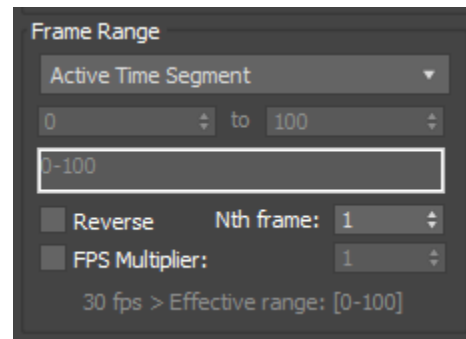 Frame Range
Active Time Segment
0 to 100
0-100
Reverse Nth frame: 1
FPS Multiplier: 1
30 fps > Effective range: [0-100]